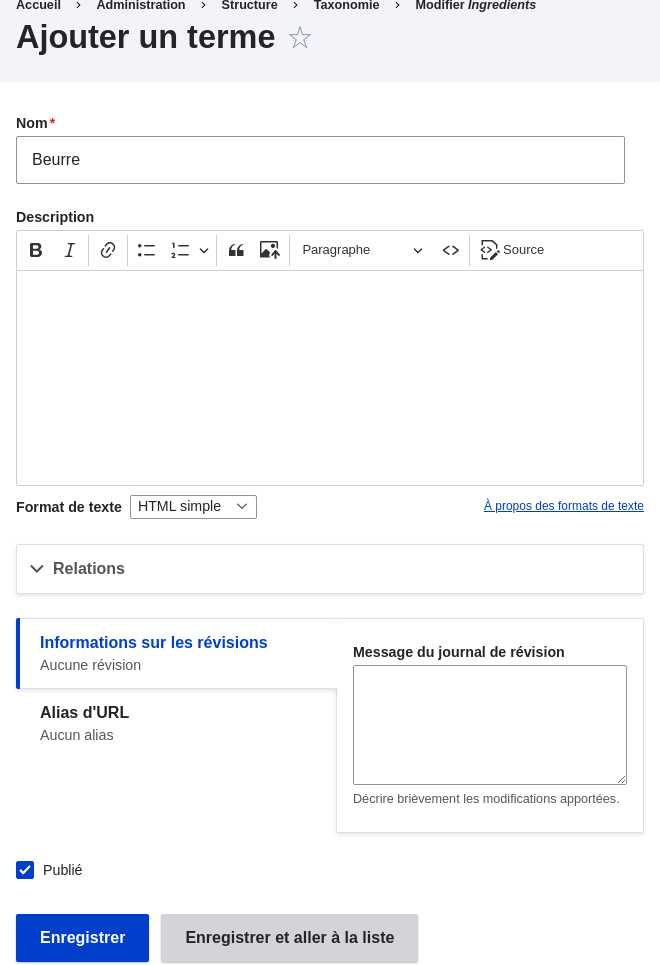 Accueil > Administration > Structure > Taxonomie > Modifier Ingredients
Ajouter un terme
Nom*
Beurre
Description
B I Paragraphe Source
Format de texte HTML simple À propos des formats de texte
Relations
Informations sur les révisions
Aucune révision
Alias d'URL
Aucun alias
Message du journal de révision
Décrire brièvement les modifications apportées.
Publié
Enregistrer Enregistrer et aller à la liste